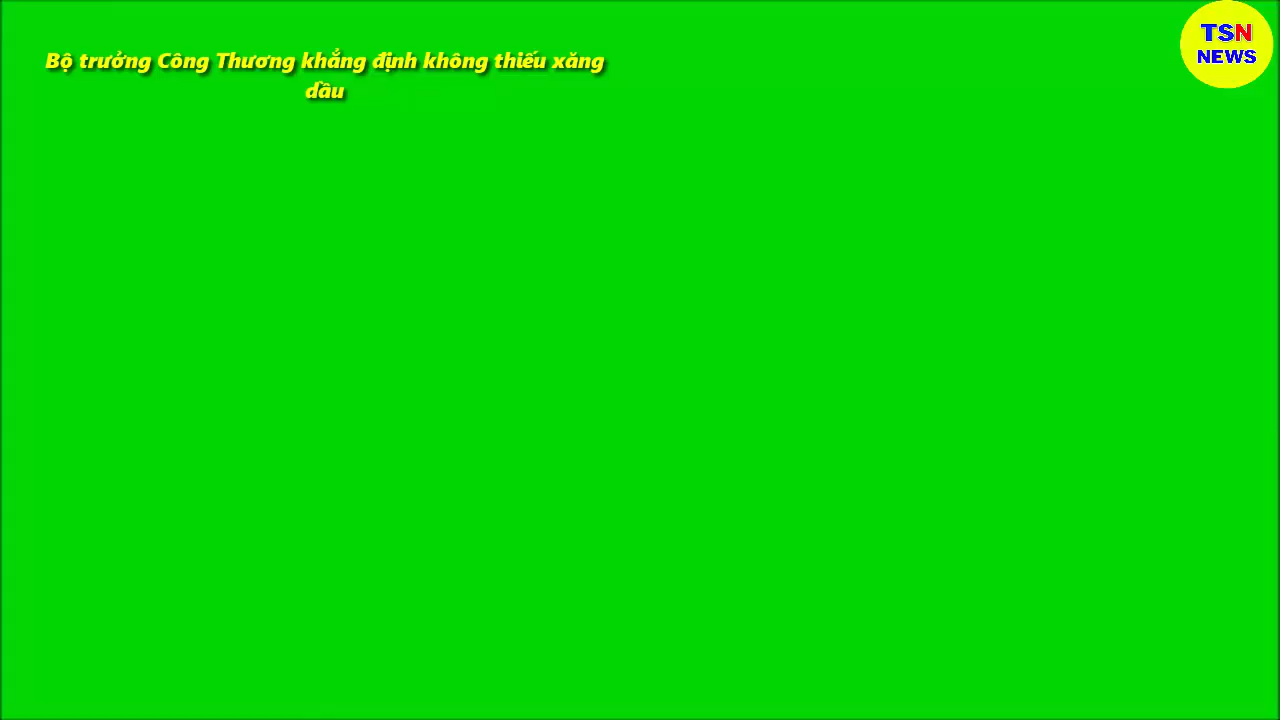 Bộ trưởng Công Thương khẳng định không thiếu xăng
dầu
TSN
NEWS